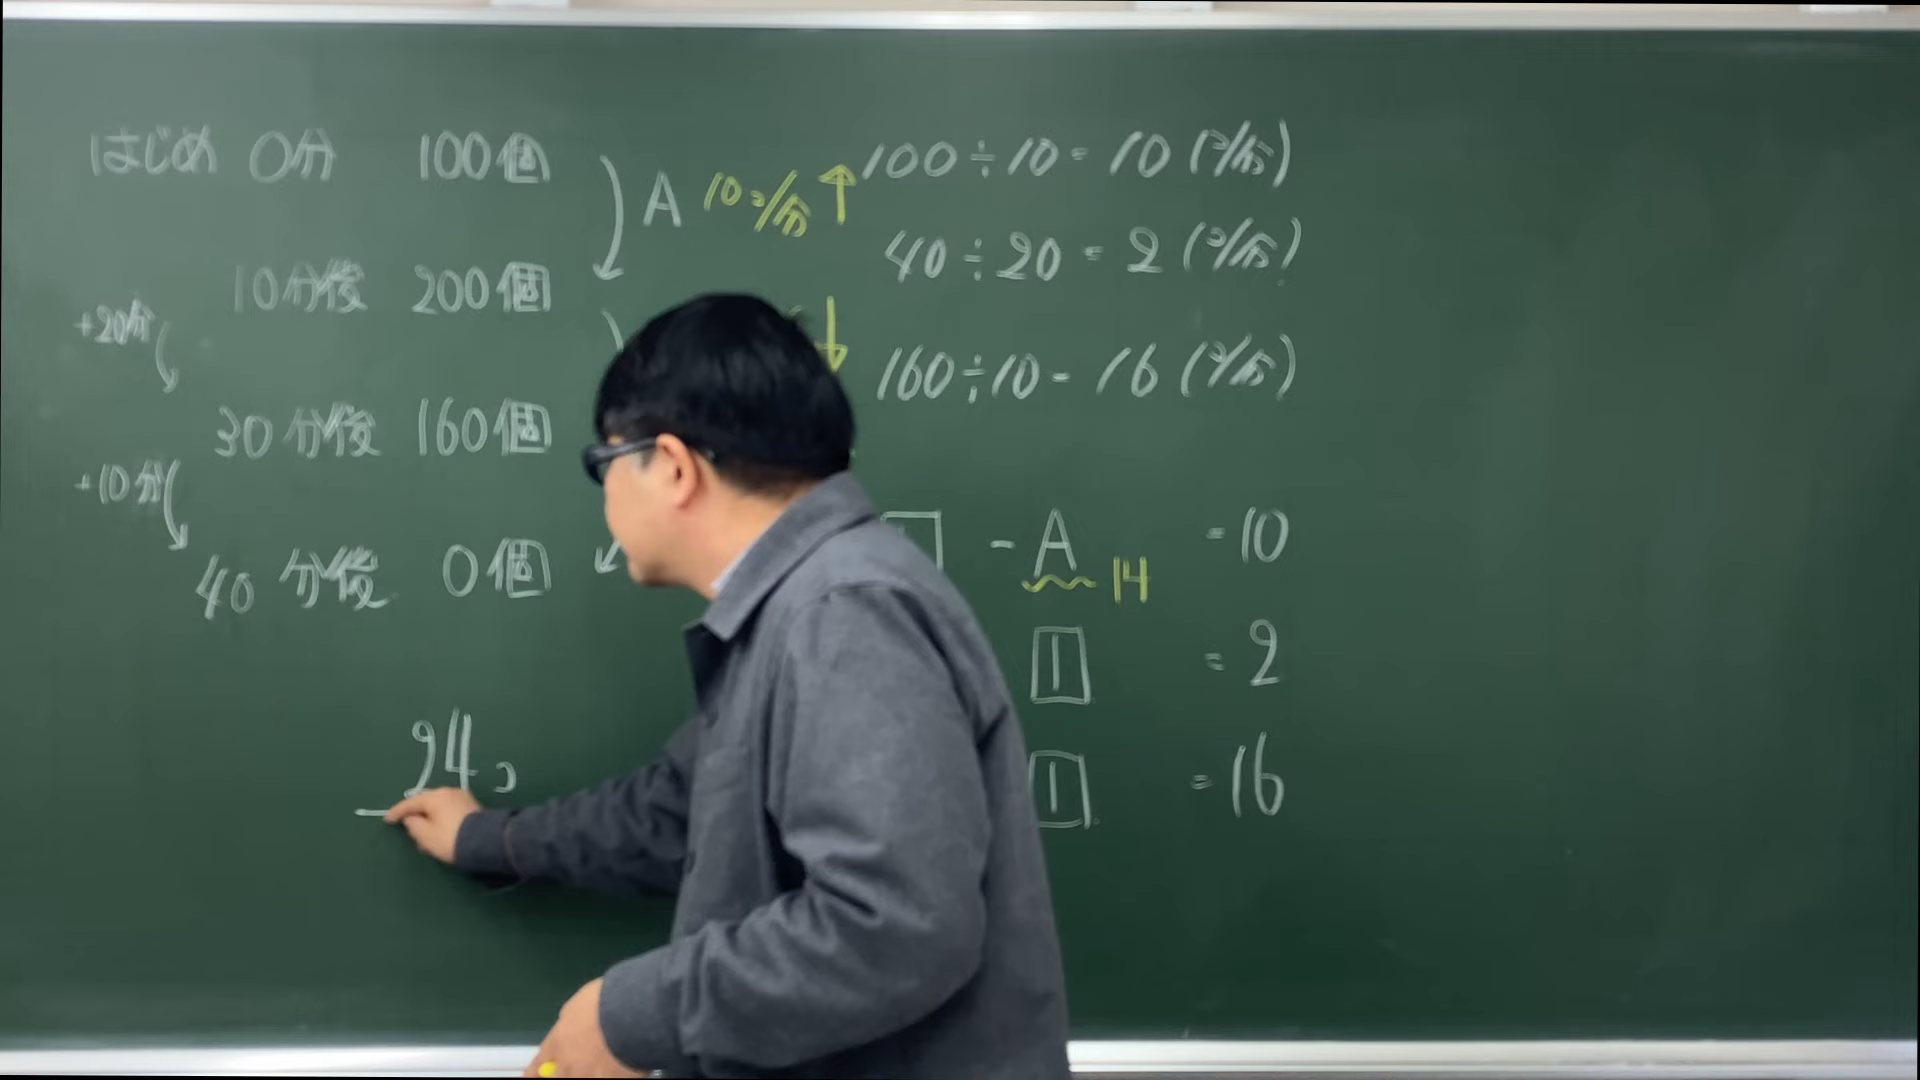 はじめ 0分 100個
A 10コ/分 ↑
100÷10=10(コ/分)
40÷20=2(コ/分)
10分後 200個
+20分
↓
160÷10=16(コ/分)
30分後 160個
+10分
40分後 0個
-A =10
14
1 =2
1 =16
24コ